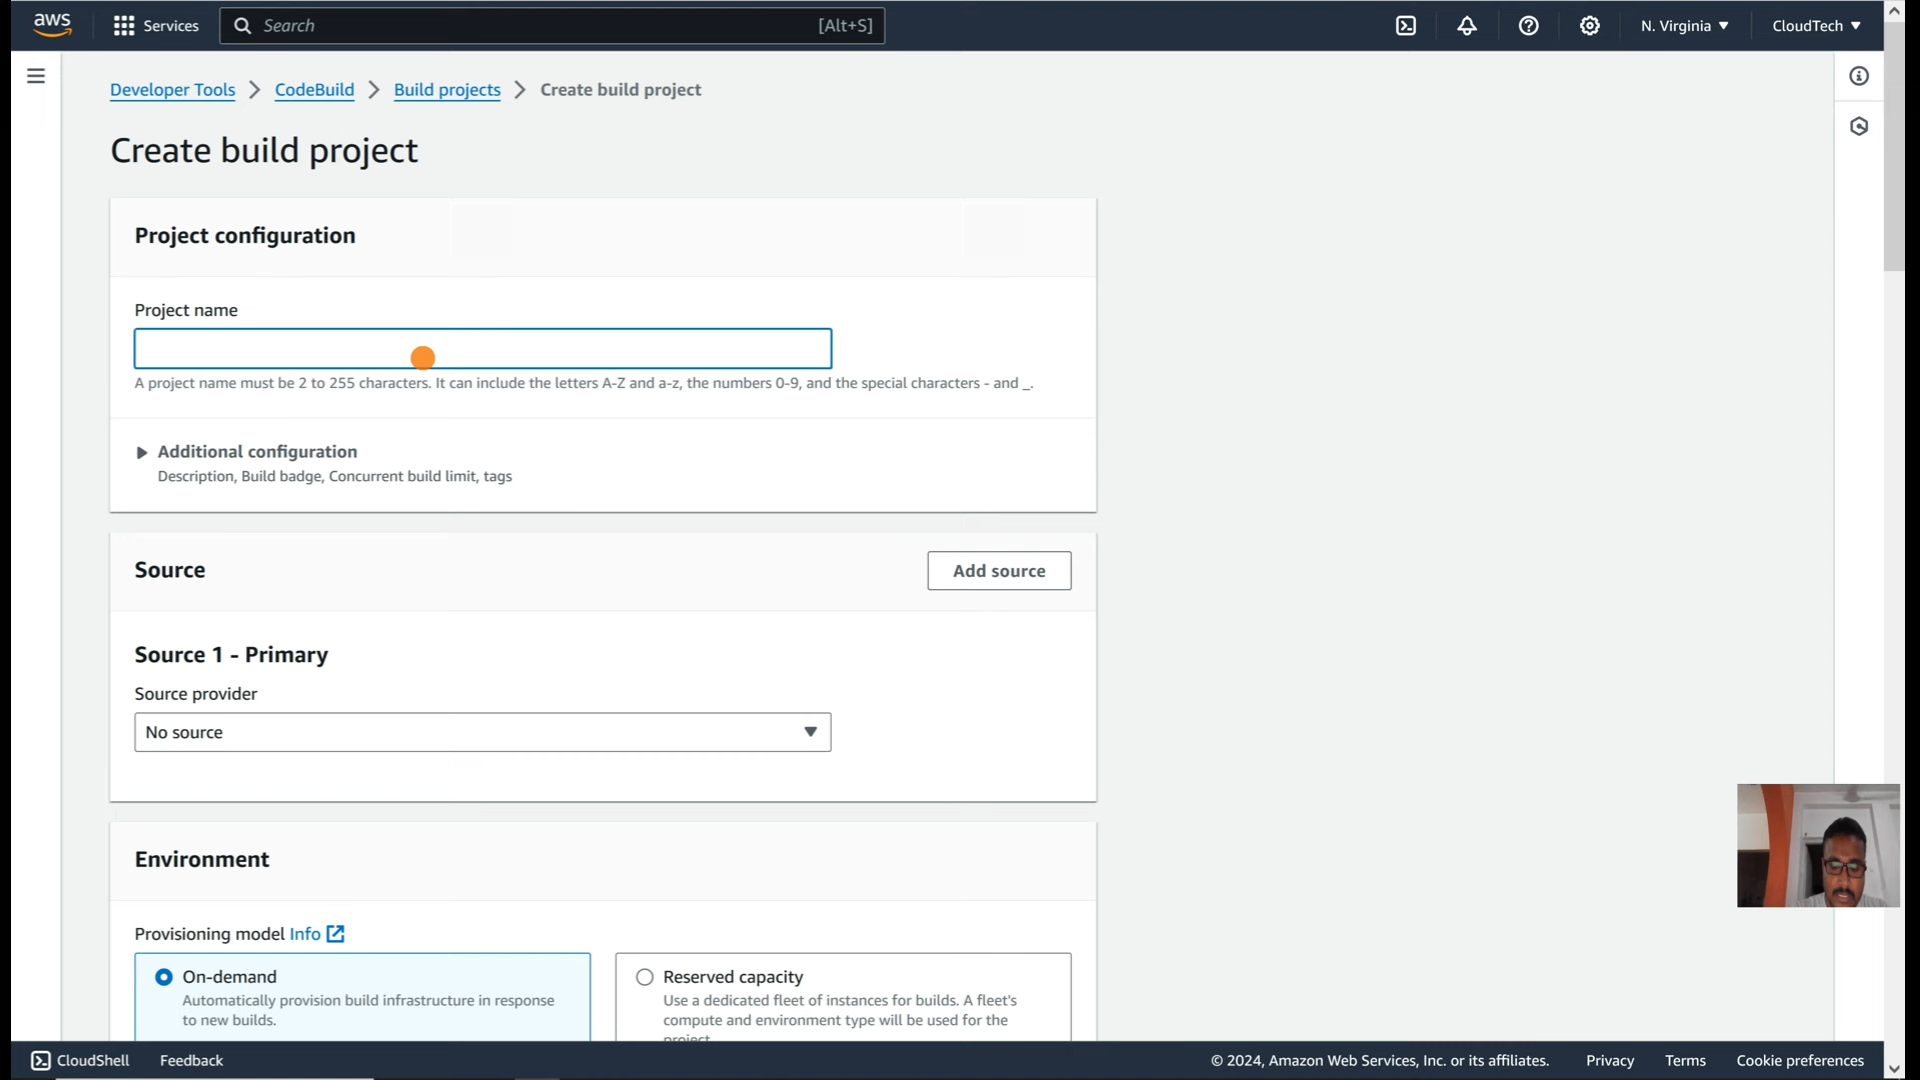 aws
Services
Search
[Alt+S]
N. Virginia
CloudTech
Developer Tools
CodeBuild
Build projects
Create build project
Create build project
Project configuration
Project name
A project name must be 2 to 255 characters. It can include the letters A-Z and a-z, the numbers 0-9, and the special characters - and _.
Additional configuration
Description, Build badge, Concurrent build limit, tags
Source
Add source
Source 1 - Primary
Source provider
No source
Environment
Provisioning model Info
On-demand
Automatically provision build infrastructure in response
to new builds.
Reserved capacity
Use a dedicated fleet of instances for builds. A fleet's
compute and environment type will be used for the
project.
CloudShell
Feedback
© 2024, Amazon Web Services, Inc. or its affiliates.
Privacy
Terms
Cookie preferences